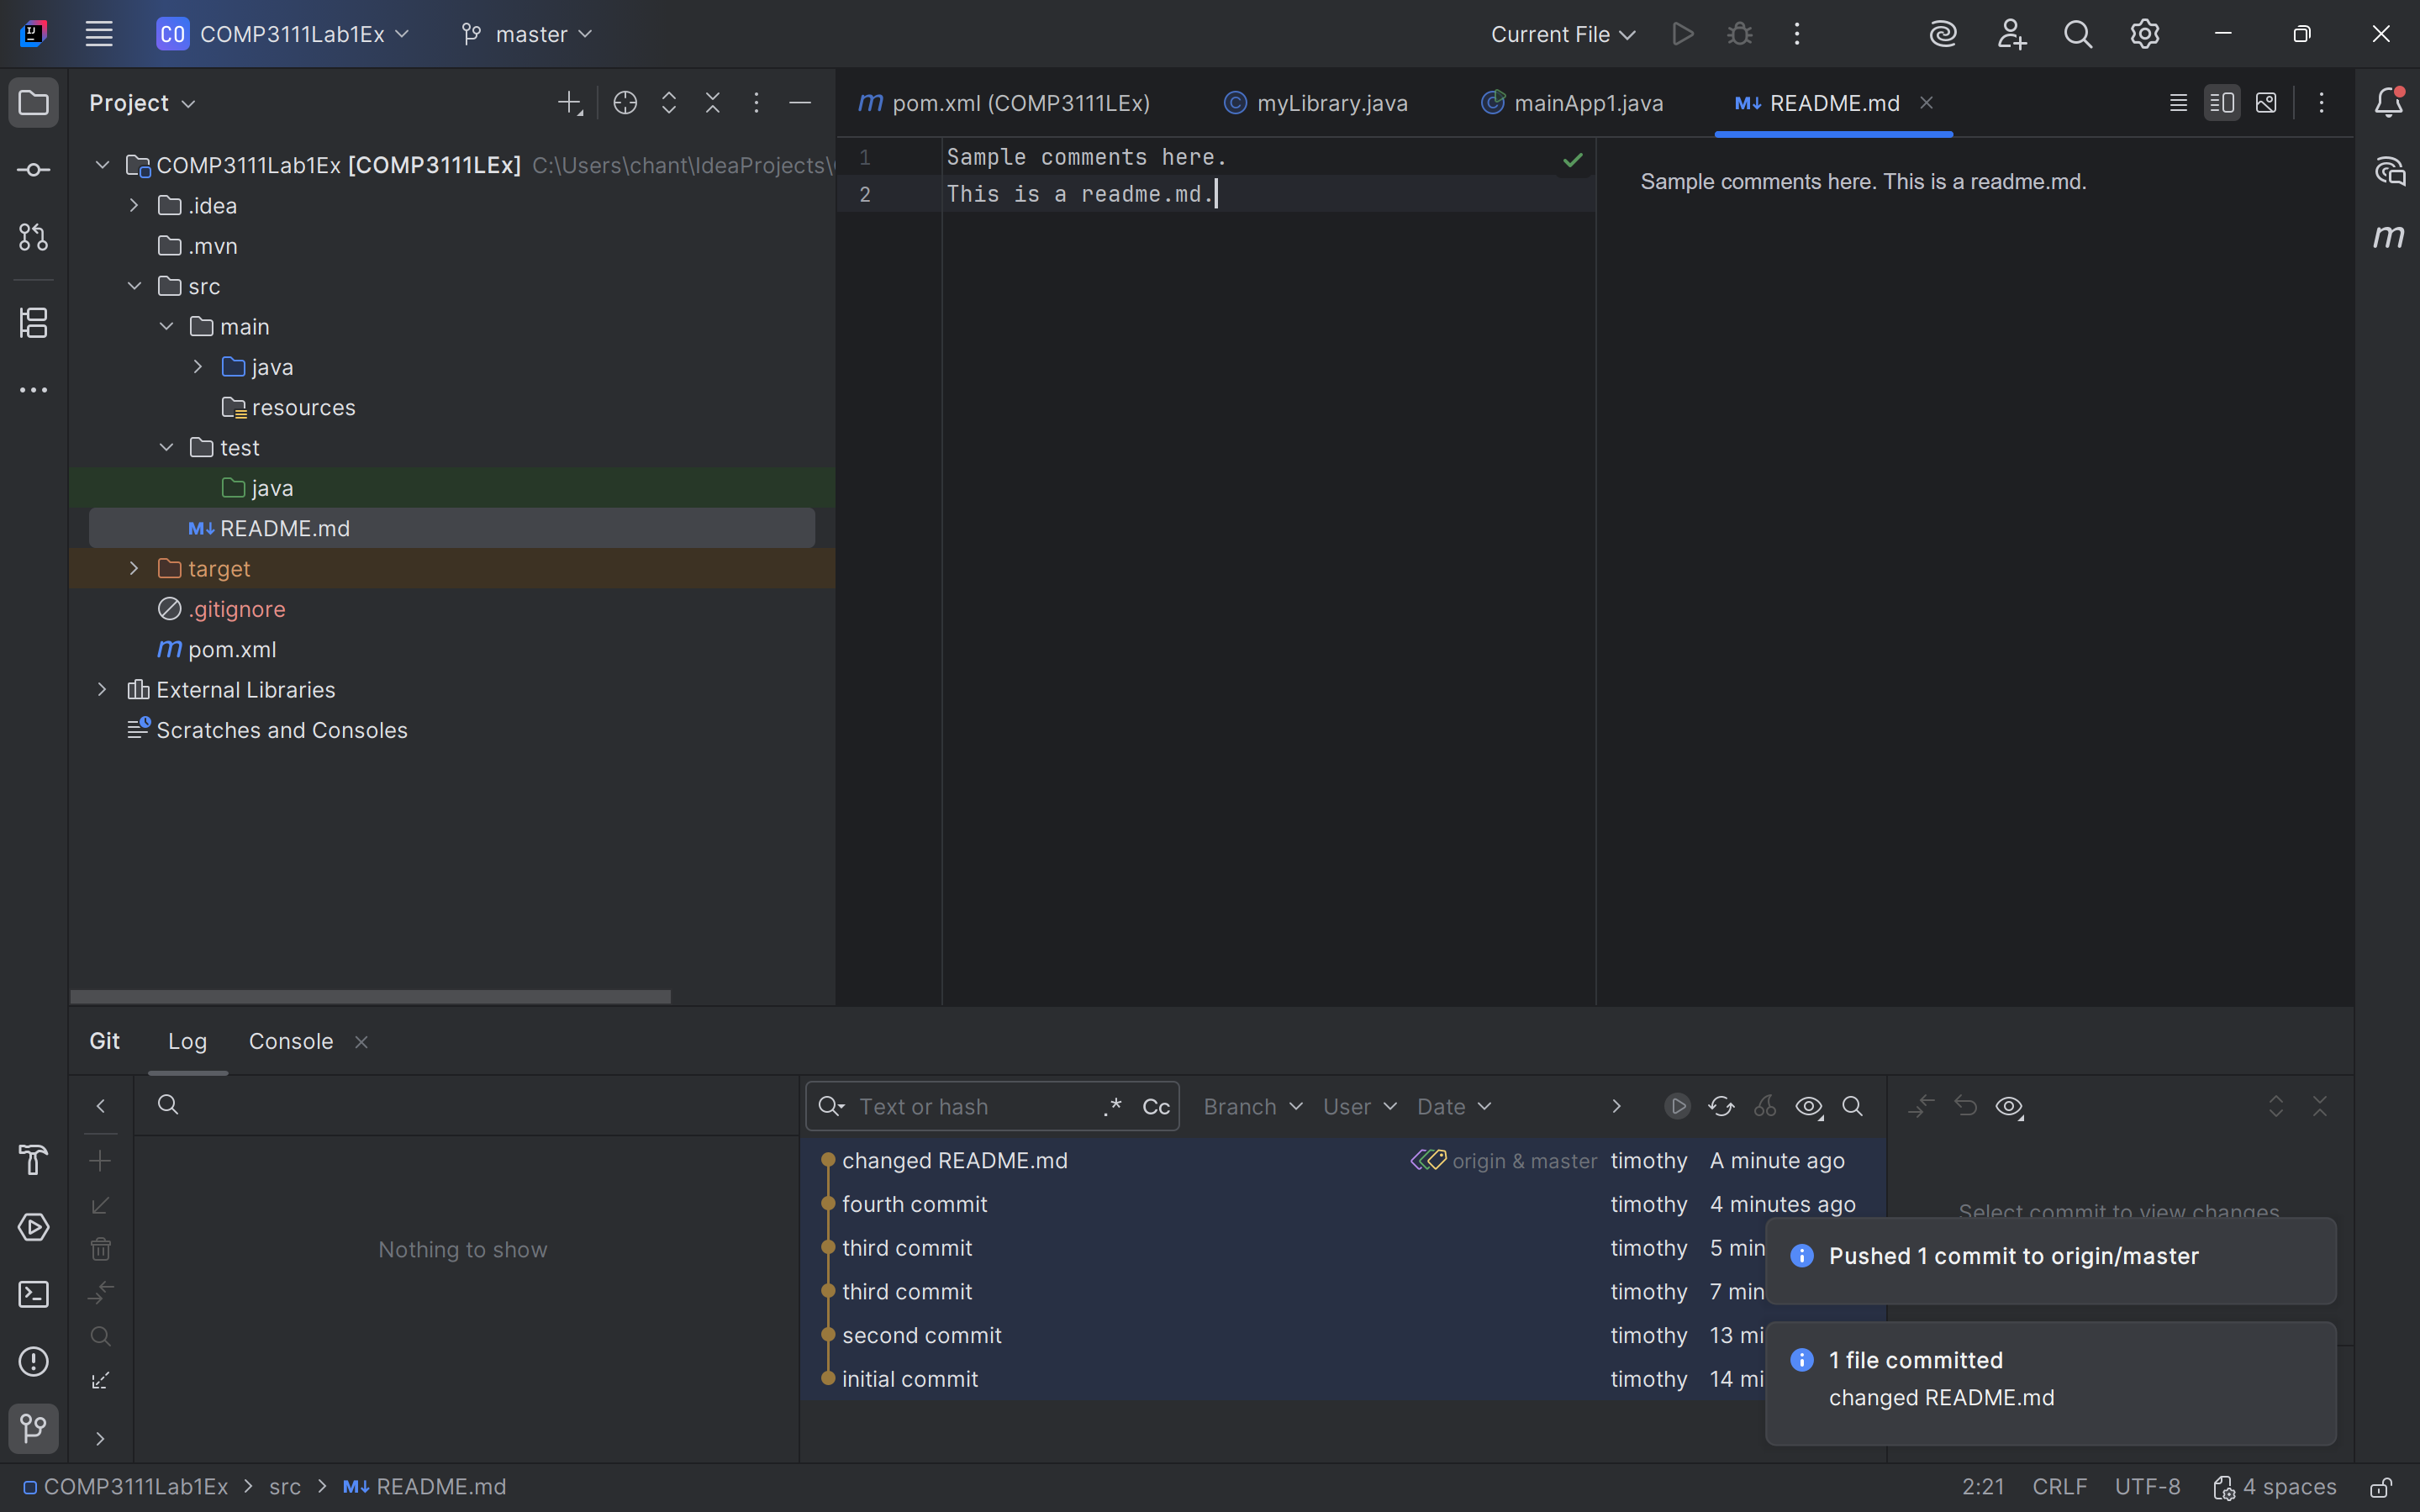 CO COMP3111Lab1Ex master Current File
Project
pom.xml (COMP3111LEx) myLibrary.java mainApp1.java README.md
COMP3111Lab1Ex [COMP3111LEx] C:\Users\chant\IdeaProjects\
.idea
.mvn
src
main
java
resources
test
java
README.md
target
.gitignore
pom.xml
External Libraries
Scratches and Consoles
1 Sample comments here.
2 This is a readme.md.
Sample comments here. This is a readme.md.
Git Log Console
Nothing to show
Text or hash .* Cc Branch User Date
changed README.md origin & master timothy A minute ago
fourth commit timothy 4 minutes ago
third commit timothy 5 min
third commit timothy 7 min
second commit timothy 13 mi
initial commit timothy 14 mi
Select commit to view changes
Pushed 1 commit to origin/master
1 file committed
changed README.md
COMP3111Lab1Ex > src > README.md 2:21 CRLF UTF-8 4 spaces